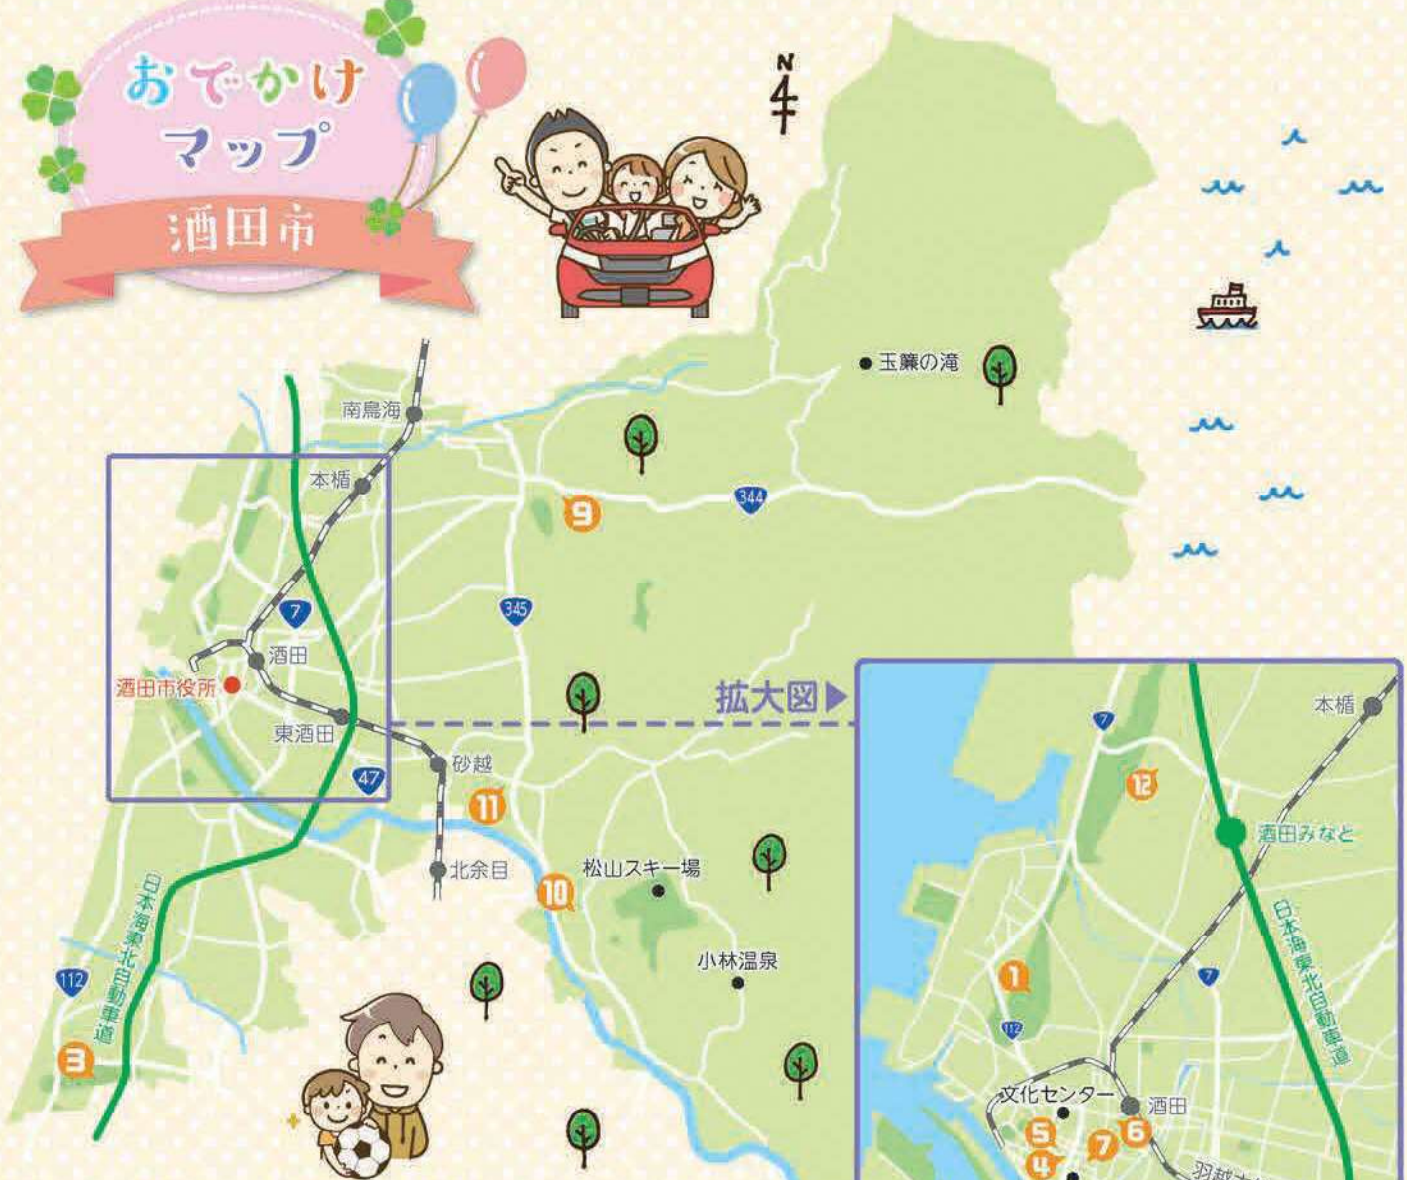 おでかけ
マップ
酒田市
N
玉簾の滝
南鳥海
本楯
9
344
7
345
酒田
酒田市役所
拡大図▶
東酒田
砂越
47
11
北余目
10
松山スキー場
小林温泉
日本海東北自動車道
112
3
本楯
7
12
酒田みなと
日本海東北自動車道
1
7
112
文化センター
酒田
5
6
7
4